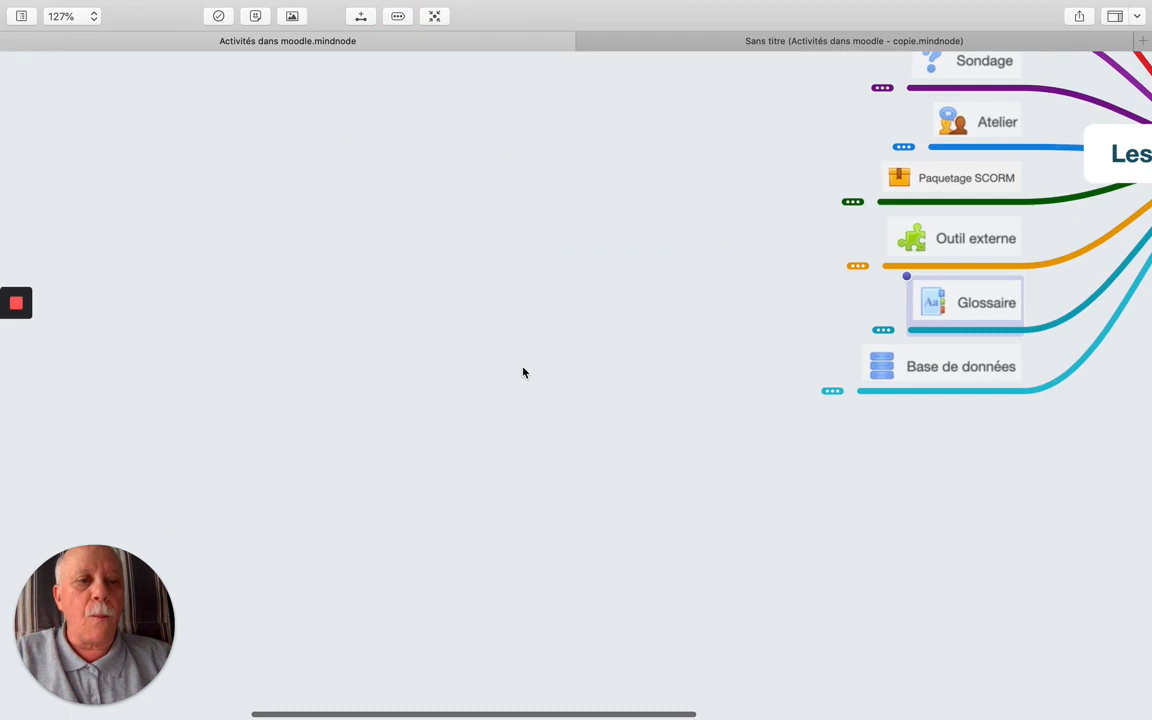 127%
Activités dans moodle.mindnode
Sans titre (Activités dans moodle - copie.mindnode)
Sondage
Atelier
Les
Paquetage SCORM
Outil externe
Aa
Glossaire
Base de données